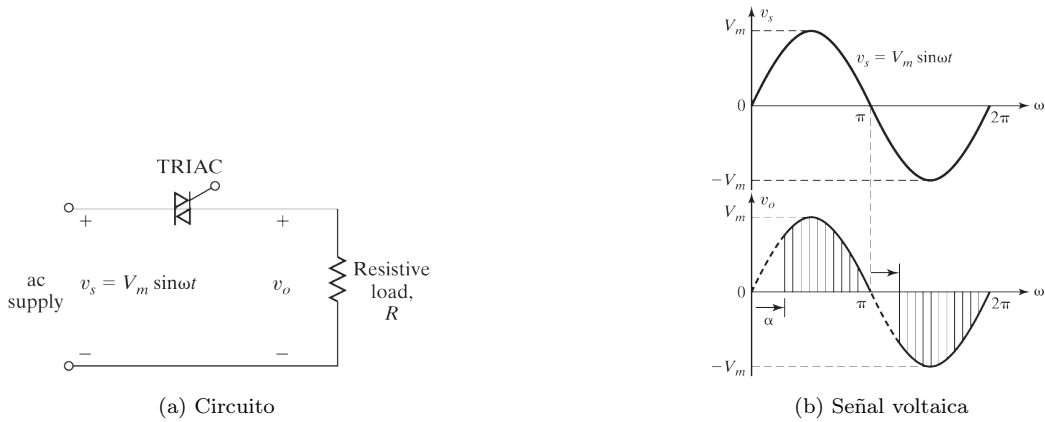 TRIAC
+
+
ac
supply
v_s = V_m sinωt
v_o
Resistive
load,
R
−
−
(a) Circuito
V_m
v_s
v_s = V_m sinωt
0
π
2π
ω
−V_m
V_m
v_o
0
α
π
2π
ω
−V_m
(b) Señal voltaica